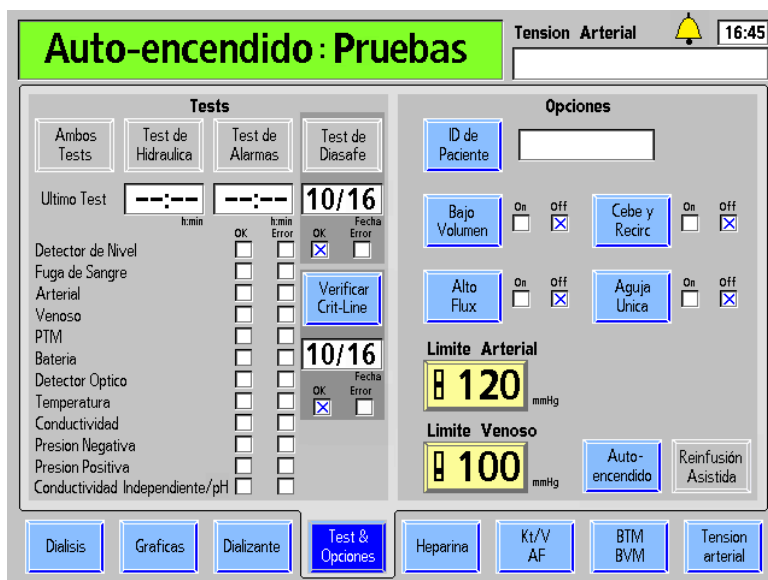 Auto-encendido: Pruebas
Tension Arterial
16:45
Tests
Ambos
Tests
Test de
Hidraulica
Test de
Alarmas
Test de
Diasafe
Ultimo Test
--:--
--:--
10/16
h:min
h:min
Fecha
OK
Error
OK
Error
Detector de Nivel
Fuga de Sangre
Arterial
Venoso
PTM
Bateria
Detector Optico
Temperatura
Conductividad
Presion Negativa
Presion Positiva
Conductividad Independiente/pH
Verificar
Crit-Line
10/16
Fecha
OK
Error
Opciones
ID de
Paciente
Bajo
Volumen
On
Off
Cebe y
Recirc
On
Off
Alto
Flux
On
Off
Aguja
Unica
On
Off
Limite Arterial
120
mmHg
Limite Venoso
100
mmHg
Auto-
encendido
Reinfusión
Asistida
Dialisis
Graficas
Dializante
Test &
Opciones
Heparina
Kt/V
AF
BTM
BVM
Tension
arterial